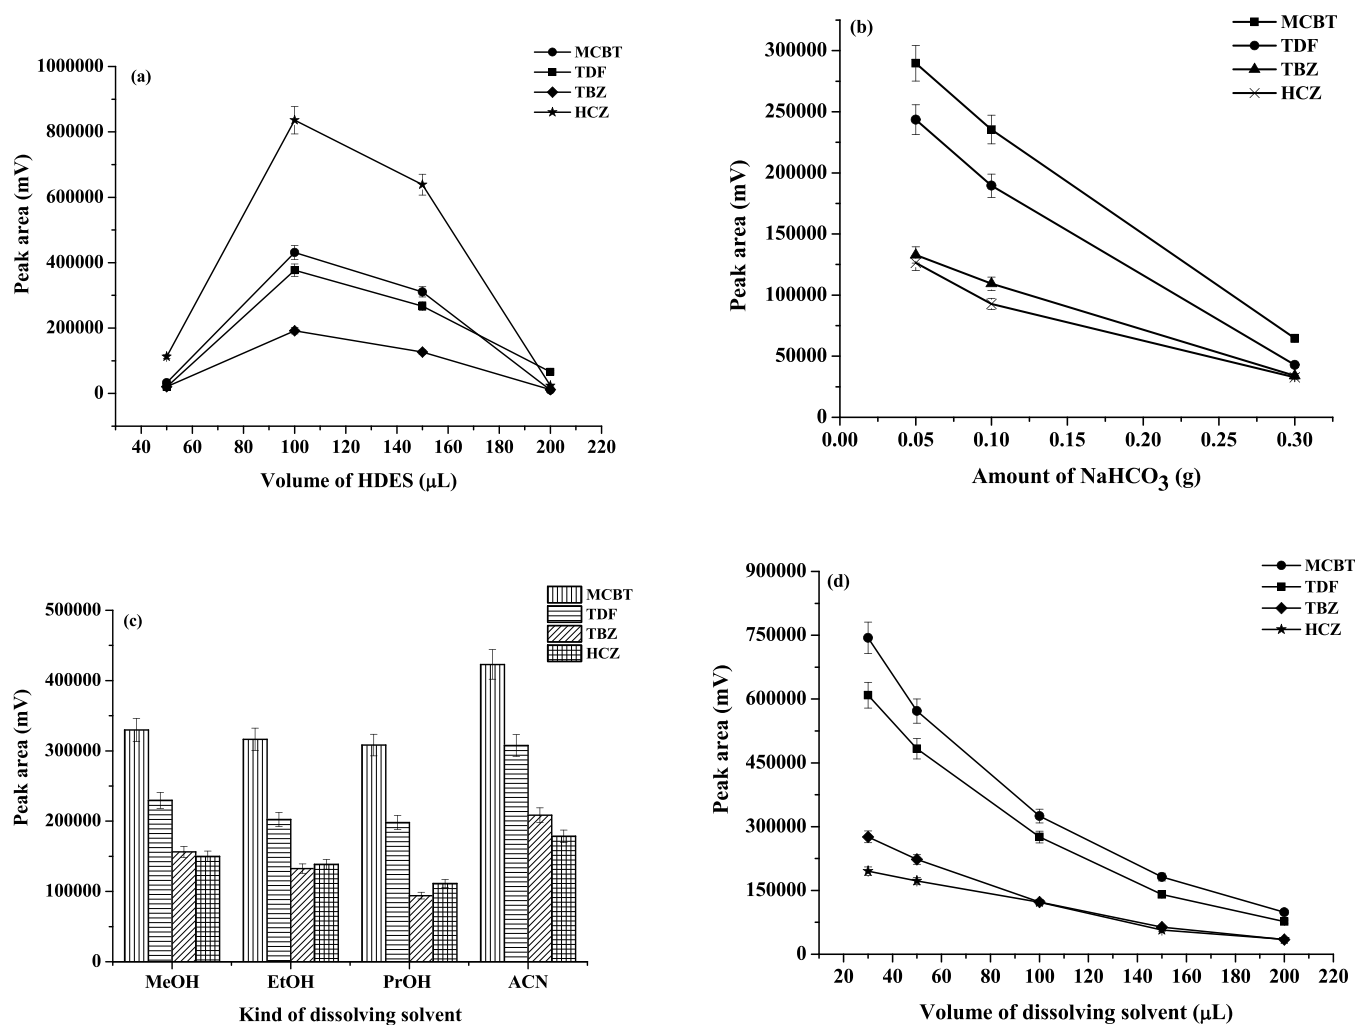 (a)
MCBT
TDF
TBZ
HCZ
1000000
800000
600000
400000
200000
0
Peak area (mV)
40 60 80 100 120 140 160 180 200 220
Volume of HDES (μL)
(b)
MCBT
TDF
TBZ
HCZ
300000
250000
200000
150000
100000
50000
0
Peak area (mV)
0.00 0.05 0.10 0.15 0.20 0.25 0.30
Amount of NaHCO3 (g)
(c)
MCBT
TDF
TBZ
HCZ
500000
400000
300000
200000
100000
0
Peak area (mV)
MeOH EtOH PrOH ACN
Kind of dissolving solvent
(d)
MCBT
TDF
TBZ
HCZ
900000
750000
600000
450000
300000
150000
0
Peak area (mV)
20 40 60 80 100 120 140 160 180 200 220
Volume of dissolving solvent (μL)